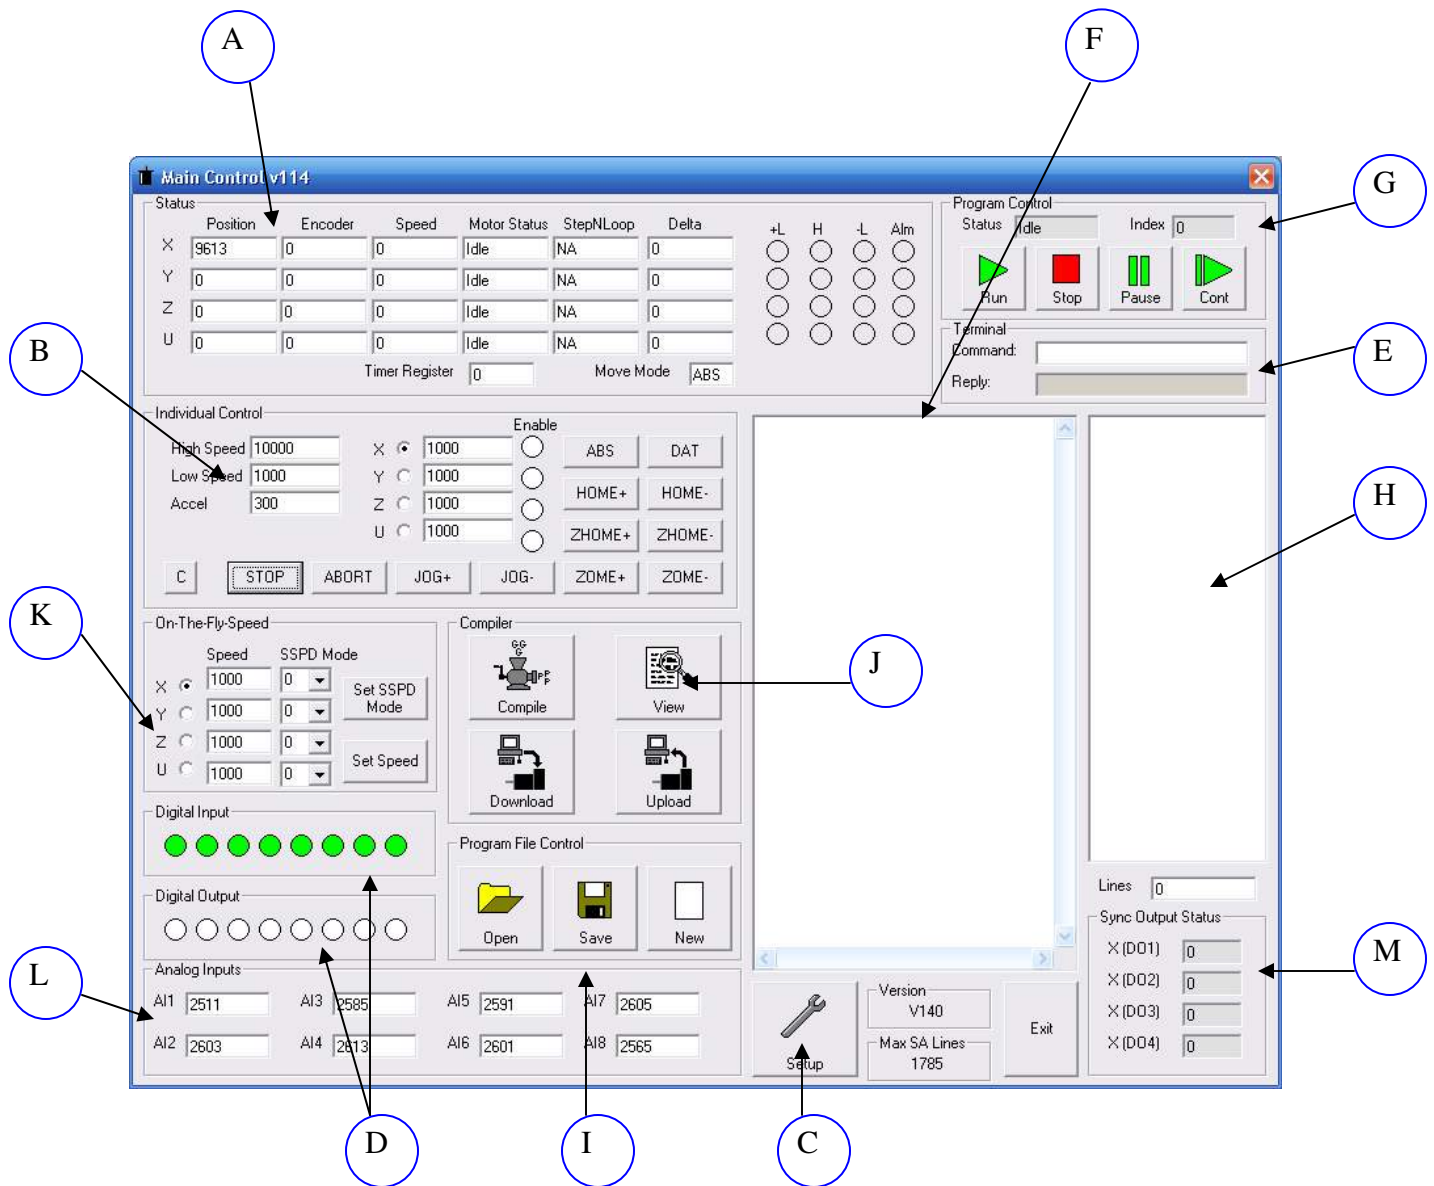 A
F
Main Control v114
G
Status
Position Encoder Speed Motor Status StepNLoop Delta
+L H -L Alm
X 9613 0 0 Idle NA 0
Y 0 0 0 Idle NA 0
Z 0 0 0 Idle NA 0
U 0 0 0 Idle NA 0
Timer Register 0 Move Mode ABS
Program Control
Status Idle Index 0
Run Stop Pause Cont
Terminal
Command:
Reply:
E
B
Individual Control
High Speed 10000
Low Speed 1000
Accel 300
Enable
X 1000
Y 1000
Z 1000
U 1000
ABS DAT
HOME+ HOME-
ZHOME+ ZHOME-
C STOP ABORT JOG+ JOG- ZOME+ ZOME-
H
K
On-The-Fly-Speed
Speed SSPD Mode
X 1000 0
Y 1000 0
Z 1000 0
U 1000 0
Set SSPD
Mode
Set Speed
Compiler
GG
G
PP
P
Compile View
Download Upload
J
Digital Input
Digital Output
Program File Control
Open Save New
Lines 0
Sync Output Status
X (DO1) 0
X (DO2) 0
X (DO3) 0
X (DO4) 0
M
L
Analog Inputs
AI1 2511 AI3 2585 AI5 2591 AI7 2605
AI2 2603 AI4 2613 AI6 2601 AI8 2565
Setup
Version
V140
Max SA Lines
1785
Exit
D
I
C